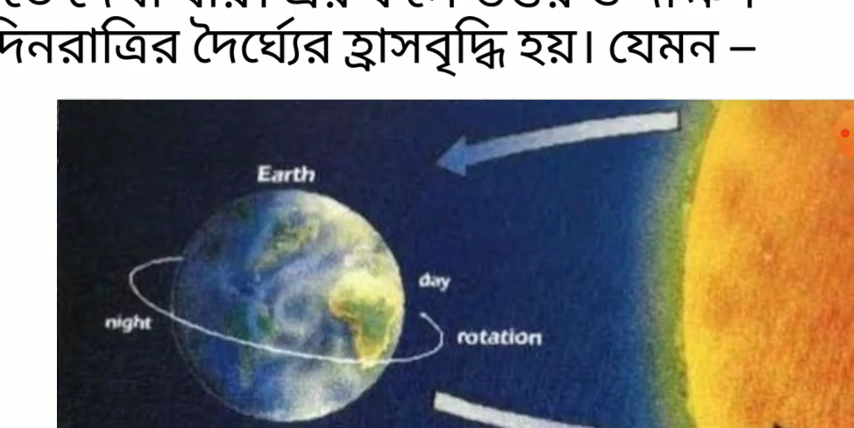 দিনরাত্রির দৈর্ঘ্যের হ্রাসবৃদ্ধি হয়। যেমন –
Earth
day
night
rotation